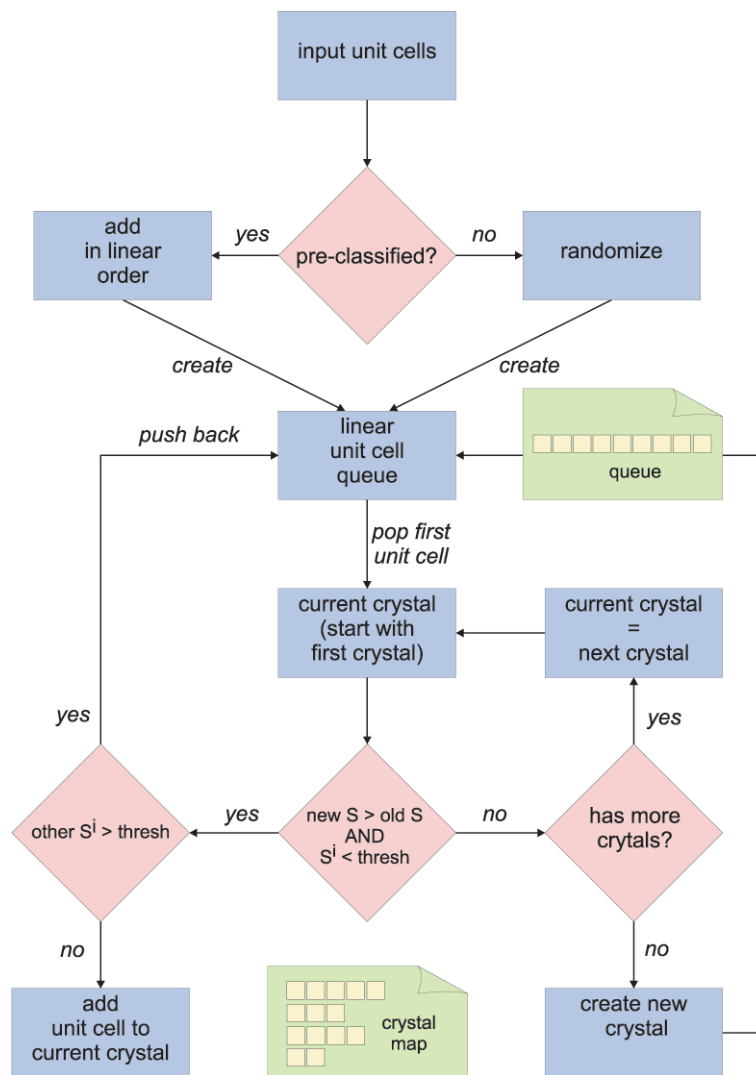 input unit cells
add
in linear
order
yes
pre-classified?
no
randomize
create
create
push back
linear
unit cell
queue
queue
pop first
unit cell
current crystal
(start with
first crystal)
current crystal
=
next crystal
yes
yes
other Sⁱ > thresh
yes
new S > old S
AND
Sⁱ < thresh
no
has more
crytals?
no
no
add
unit cell to
current crystal
crystal
map
create new
crystal